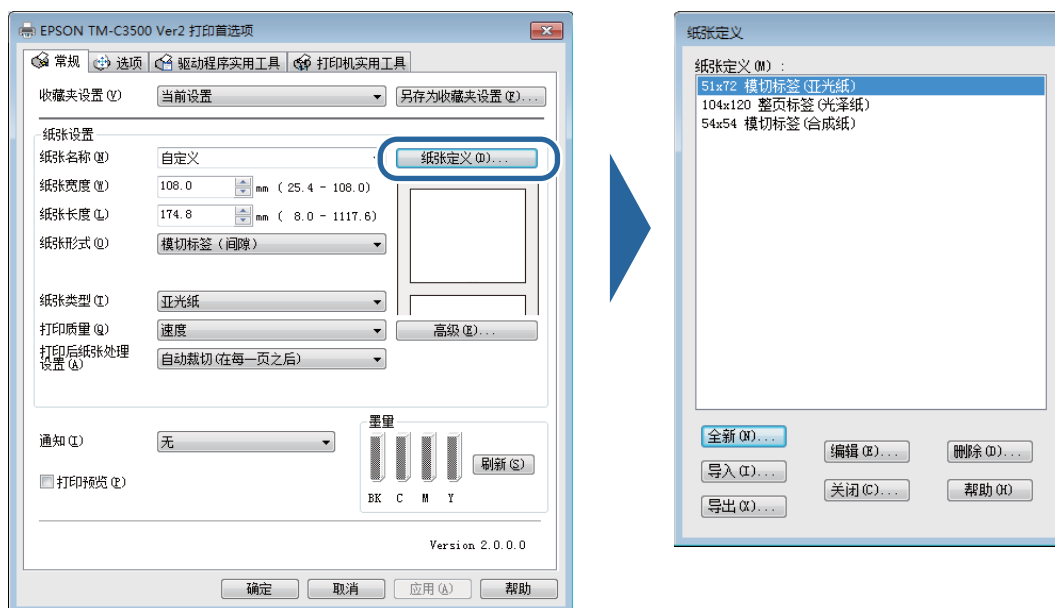 EPSON TM-C3500 Ver2 打印首选项
常规 选项 驱动程序实用工具 打印机实用工具
收藏夹设置(V) 当前设置 另存为收藏夹设置(F)...
纸张设置
纸张名称(N) 自定义 纸张定义(D)...
纸张宽度(W) 108.0 mm ( 25.4 - 108.0)
纸张长度(L) 174.8 mm ( 8.0 - 1117.6)
纸张形式(O) 模切标签(间隙)
纸张类型(T) 亚光纸
打印质量(Q) 速度 高级(E)...
打印后纸张处理
设置(A) 自动裁切(在每一页之后)
墨量
通知(I) 无
刷新(S)
打印预览(P)
BK C M Y
Version 2.0.0.0
确定 取消 应用(A) 帮助
纸张定义
纸张定义(M) :
51x72 模切标签(亚光纸)
104x120 整页标签(光泽纸)
54x54 模切标签(合成纸)
全新(N)...
编辑(E)... 删除(D)...
导入(I)...
关闭(C)... 帮助(H)
导出(X)...